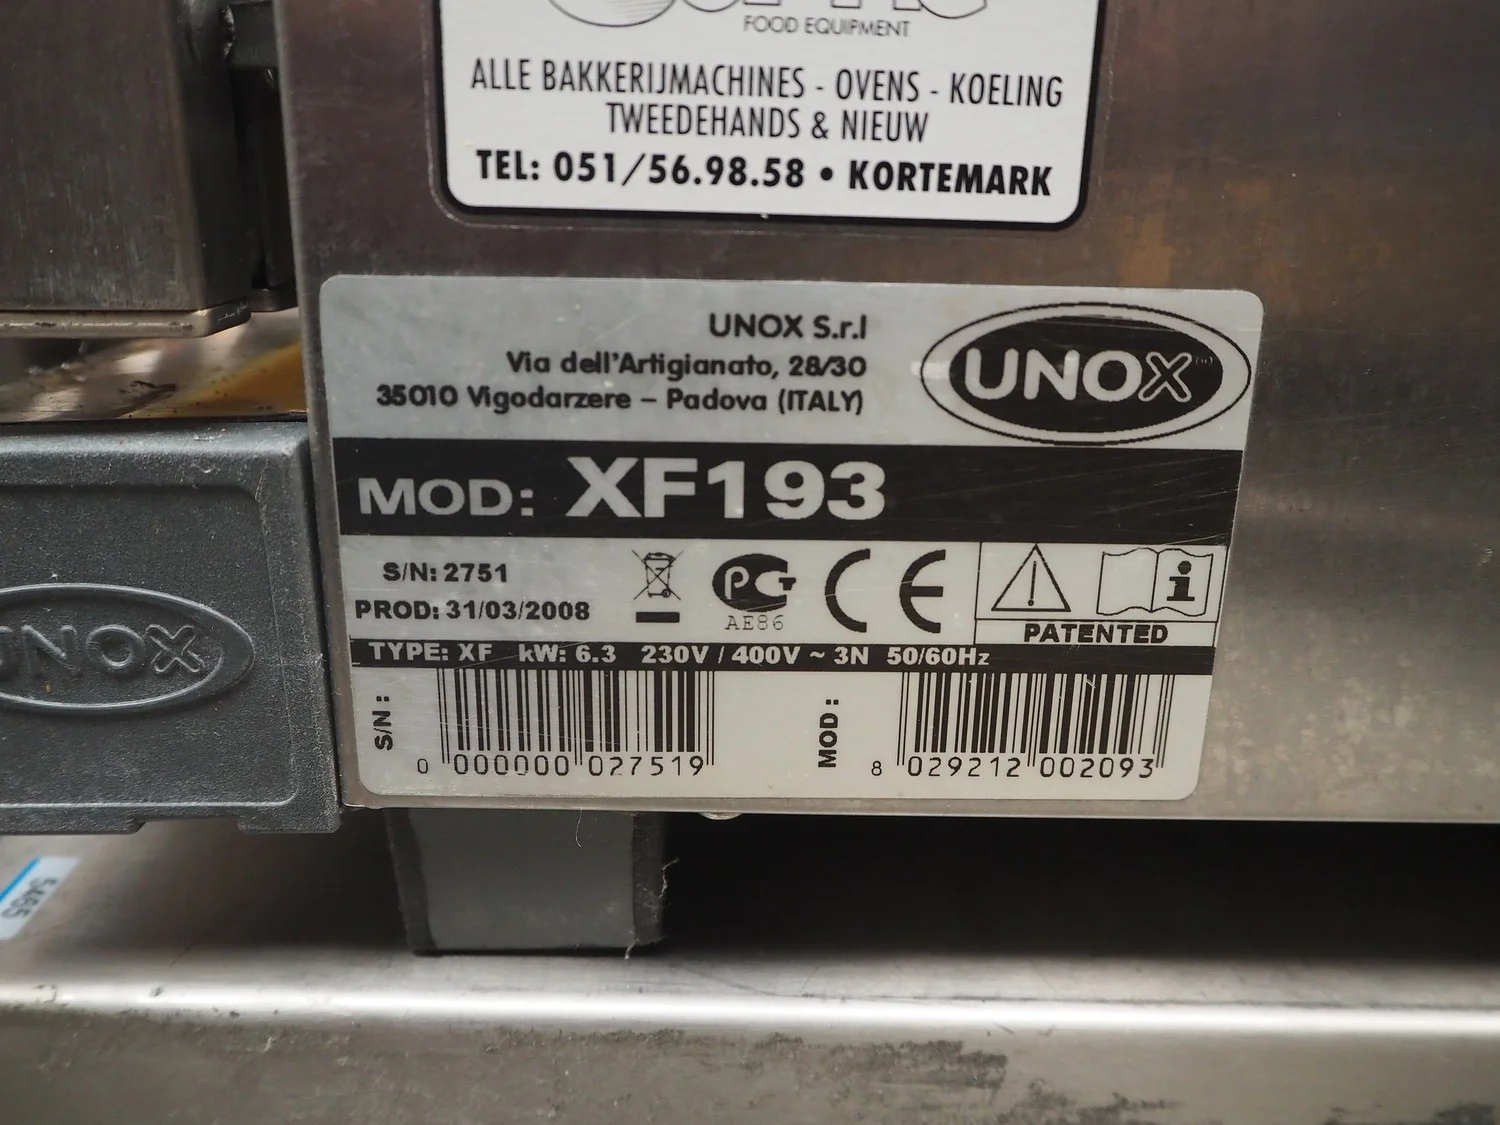 FOOD EQUIPMENT
ALLE BAKKERIJMACHINES - OVENS - KOELING
TWEEDEHANDS & NIEUW
TEL: 051/56.98.58 • KORTEMARK
UNOX S.r.l
Via dell'Artigianato, 28/30
35010 Vigodarzere – Padova (ITALY)
UNOX
MOD: XF193
S/N: 2751
PROD: 31/03/2008
AE86
CE
PATENTED
TYPE: XF kW: 6.3 230V / 400V ~ 3N 50/60Hz
S/N:
0 000000 027519
MOD:
8 029212 002093
UNOX
5465